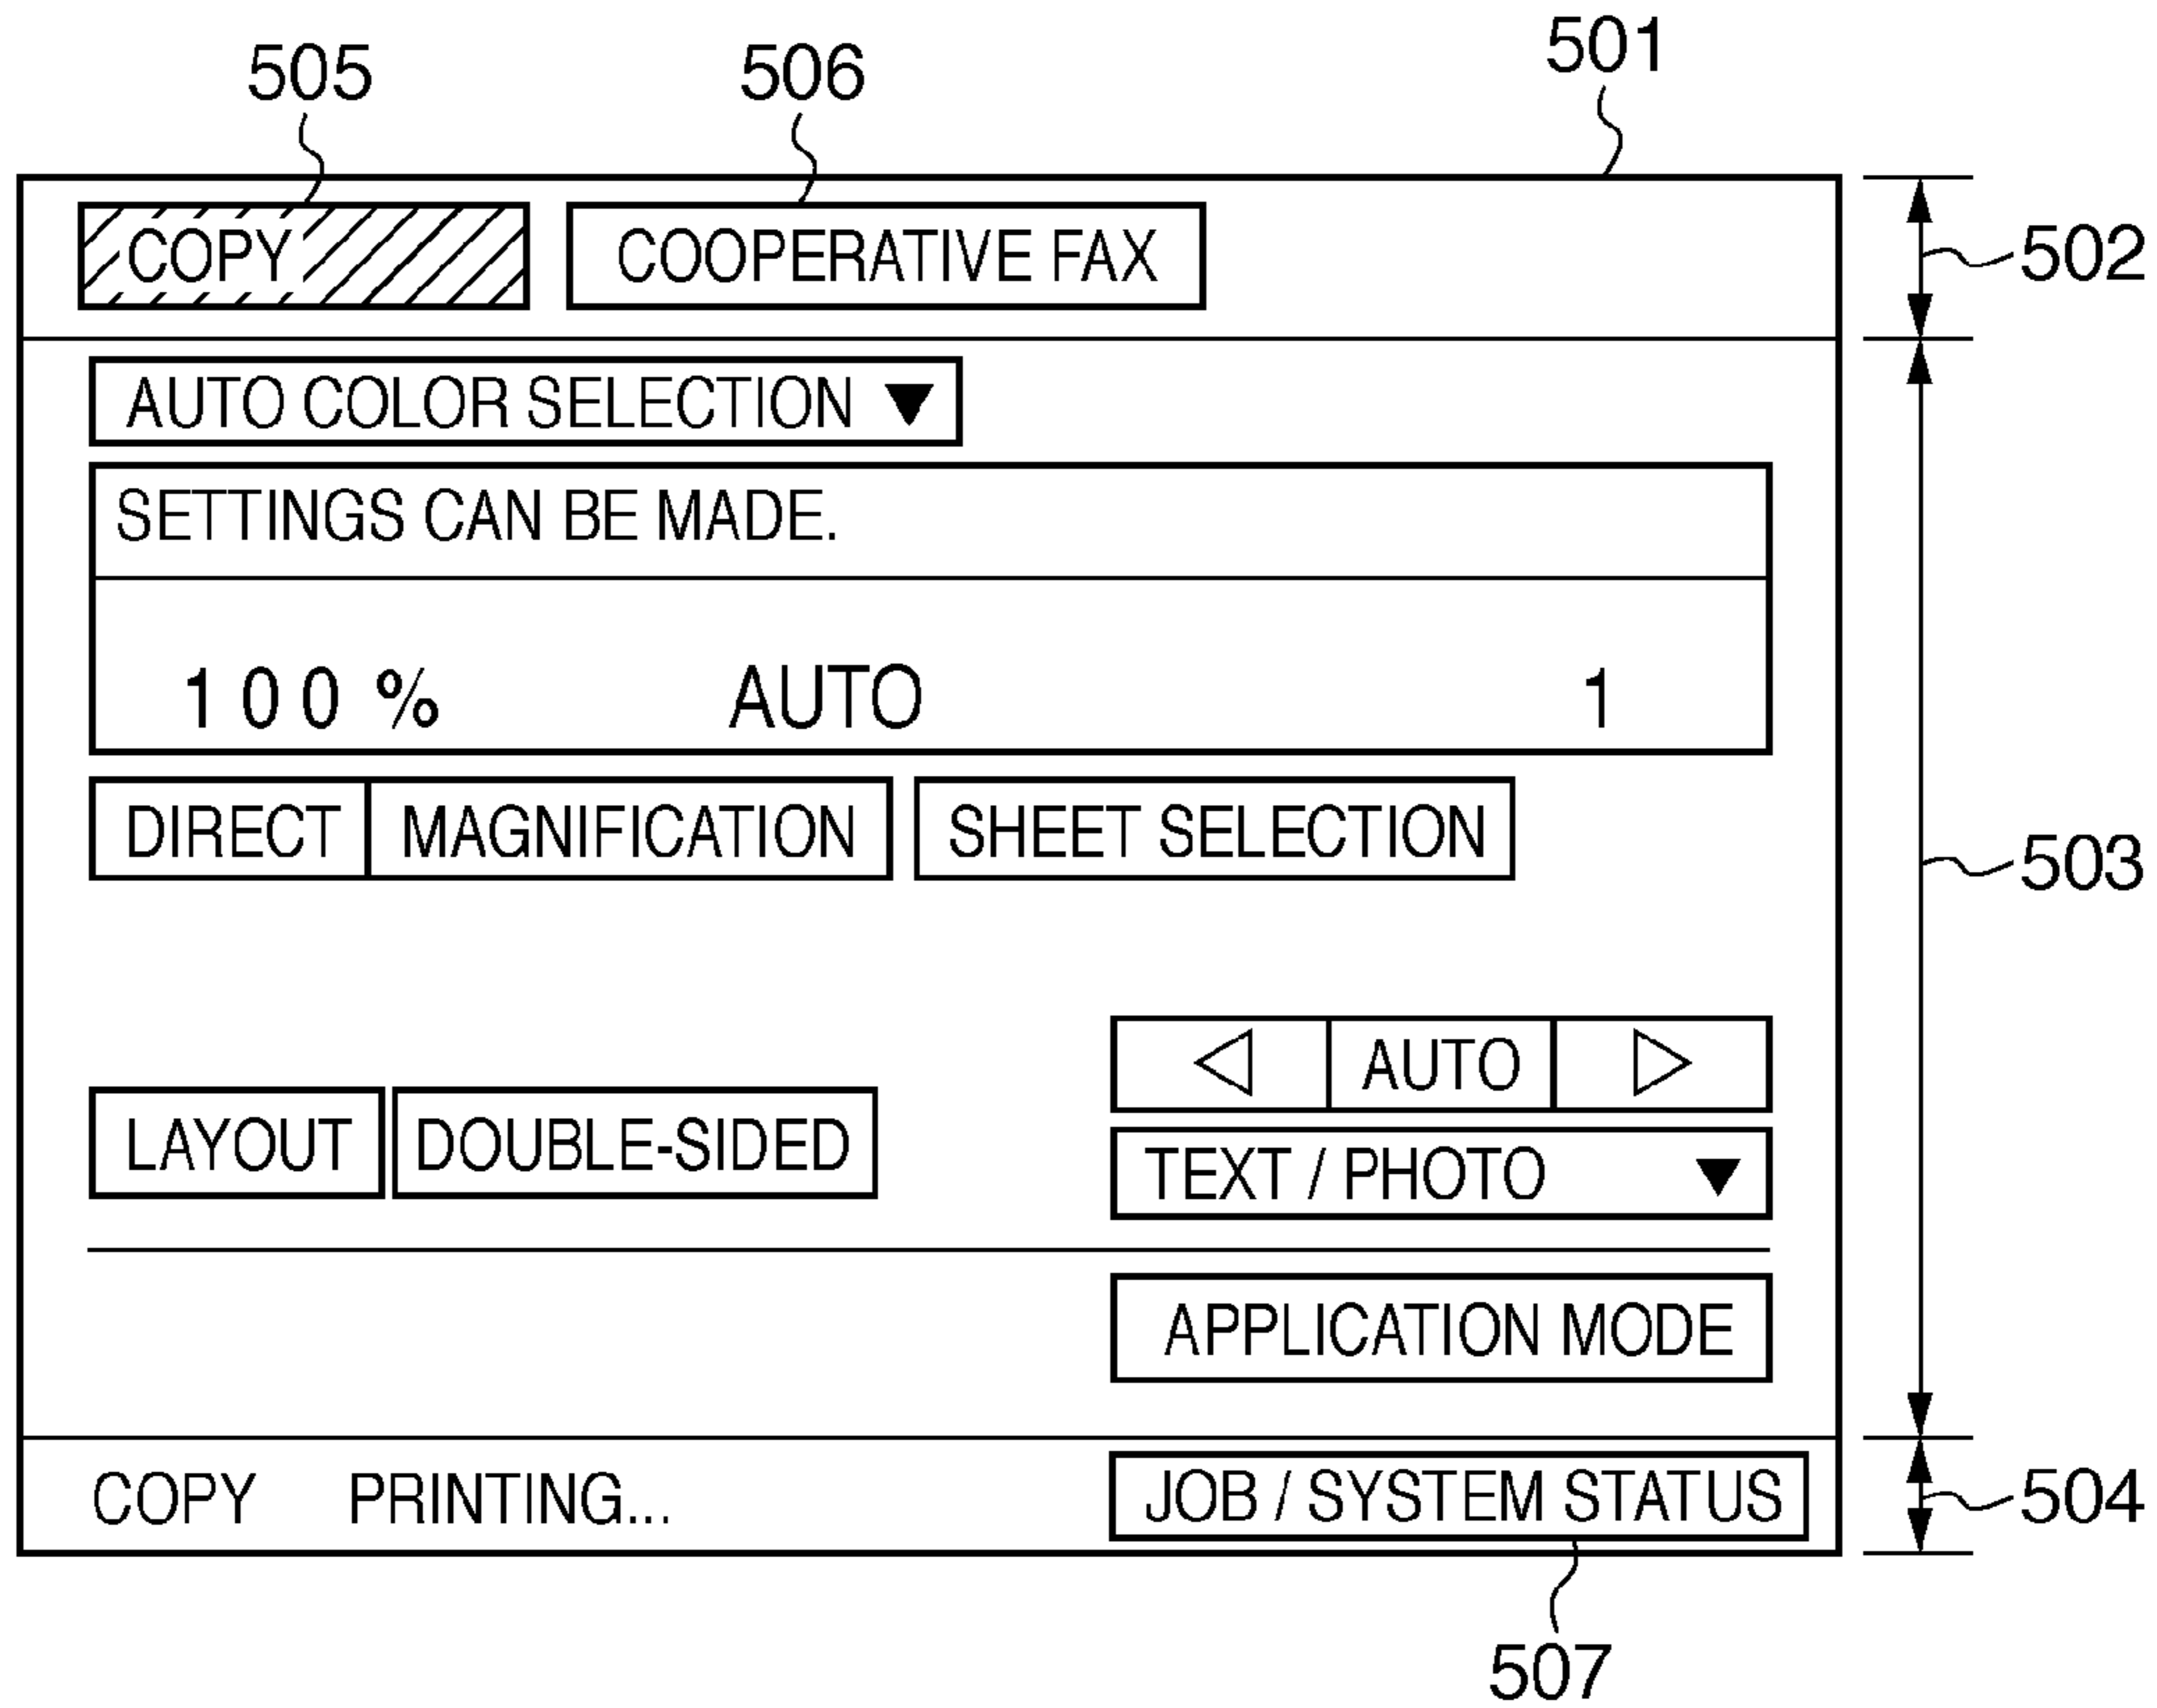 505 506 501
COPY COOPERATIVE FAX
502
AUTO COLOR SELECTION ▼
SETTINGS CAN BE MADE.
100% AUTO 1
DIRECT MAGNIFICATION SHEET SELECTION
503
◁ AUTO ▷
LAYOUT DOUBLE-SIDED
TEXT / PHOTO ▼
APPLICATION MODE
COPY PRINTING... JOB / SYSTEM STATUS
504
507